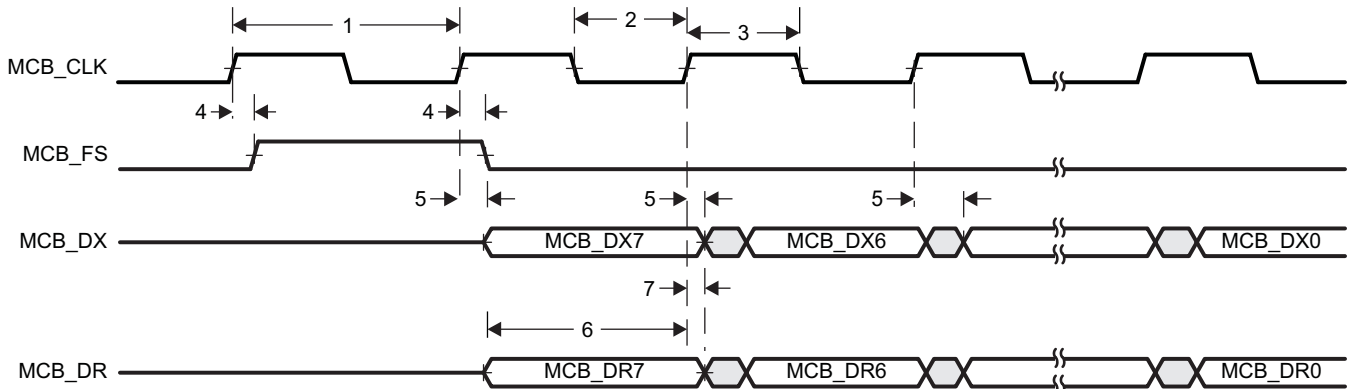 1 2 3
MCB_CLK
4 4
MCB_FS
5 5 5
MCB_DX MCB_DX7 MCB_DX6 MCB_DX0
7
6
MCB_DR MCB_DR7 MCB_DR6 MCB_DR0